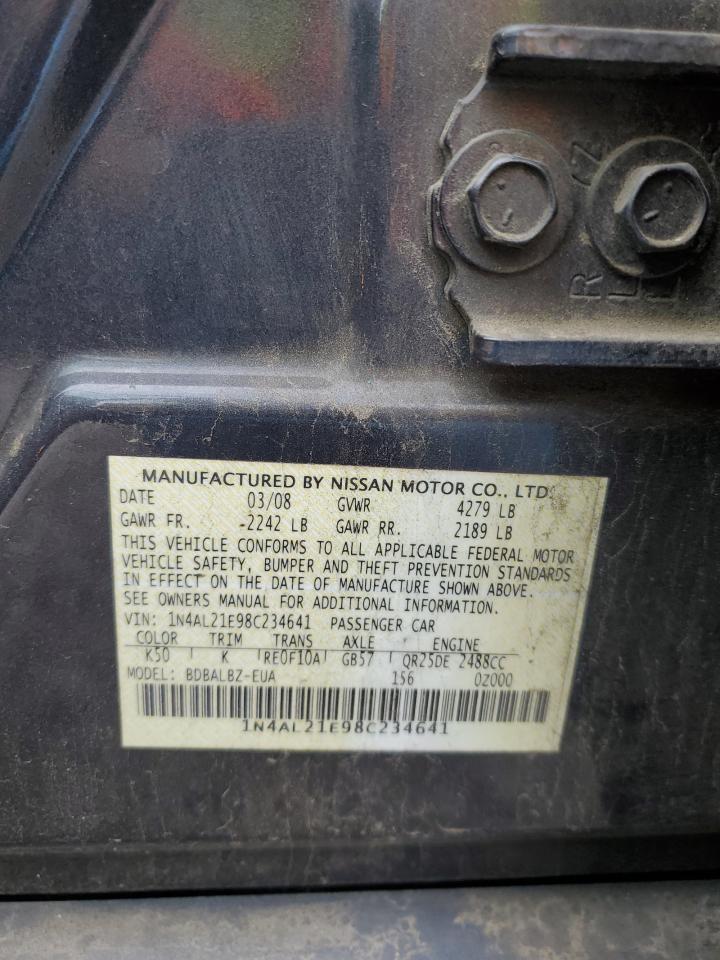 MANUFACTURED BY NISSAN MOTOR CO., LTD.
DATE 03/08 GVWR 4279 LB
GAWR FR. 2242 LB GAWR RR. 2189 LB
THIS VEHICLE CONFORMS TO ALL APPLICABLE FEDERAL MOTOR
VEHICLE SAFETY, BUMPER AND THEFT PREVENTION STANDARDS
IN EFFECT ON THE DATE OF MANUFACTURE SHOWN ABOVE.
SEE OWNERS MANUAL FOR ADDITIONAL INFORMATION.
VIN: 1N4AL21E98C234641 PASSENGER CAR
COLOR TRIM TRANS AXLE ENGINE
K50 K RE0F10A GB57 QR25DE 2488CC
MODEL: BDBALBZ-EUA 156 0Z000
1N4AL21E98C234641